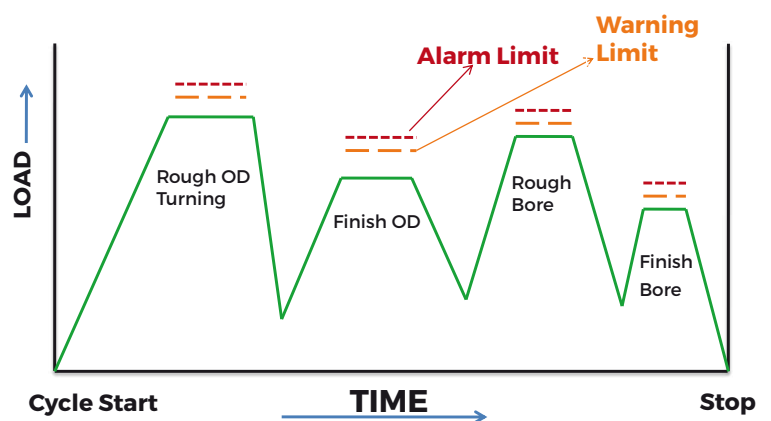 Warning
Limit
Alarm Limit
LOAD
Rough OD
Turning
Finish OD
Rough
Bore
Finish
Bore
Cycle Start
TIME
Stop